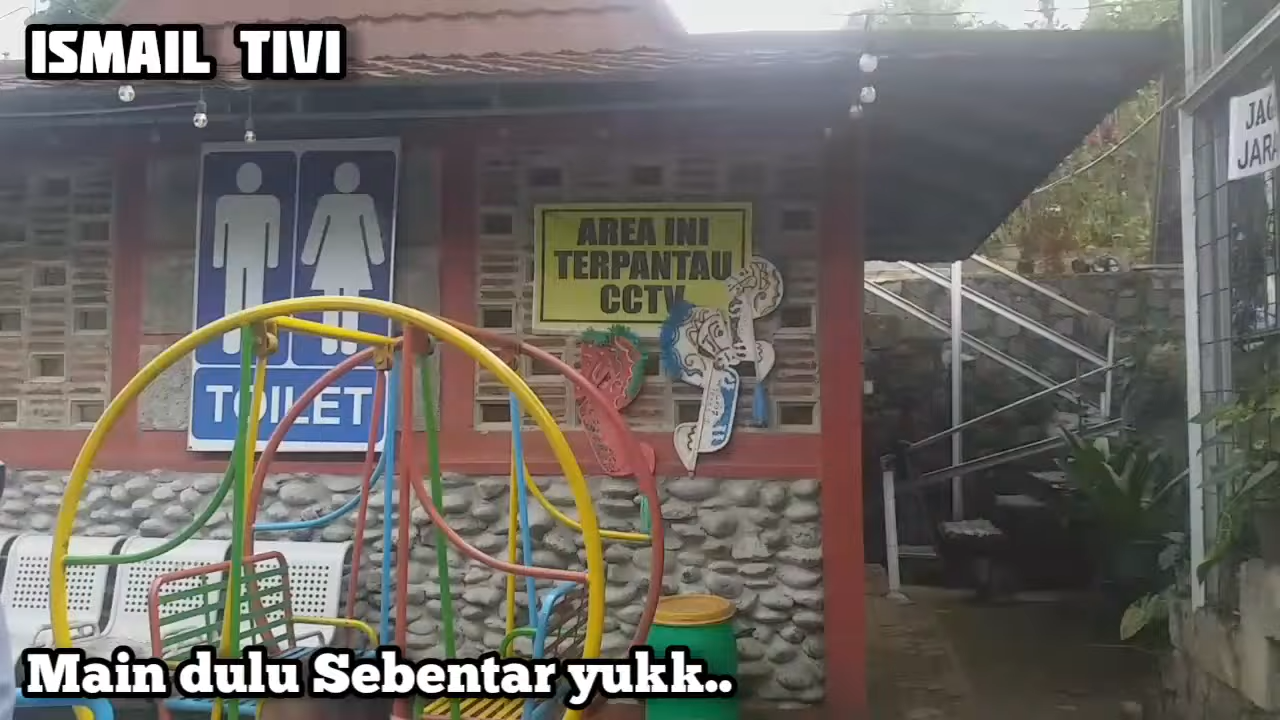 ISMAIL TIVI
TOILET
AREA INI
TERPANTAU
CCTV
Main dulu Sebentar yukk..